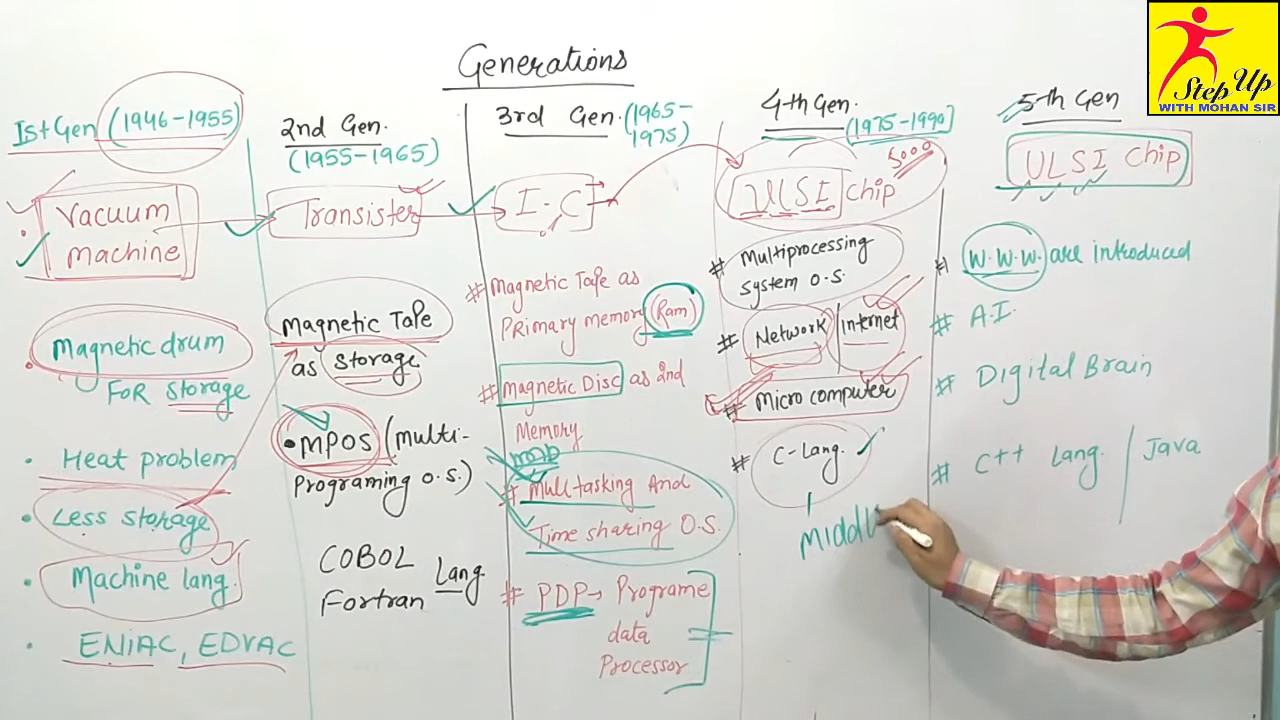 Generations
1st Gen (1946-1955)
Vacuum
machine
Magnetic drum
FOR storage
Heat problem
Less storage
Machine lang.
ENiAC, EDVAC
2nd Gen.
(1955-1965)
Transister
Magnetic Tape
as storage
MPOS (Multi-
Programing O.S.)
COBOL
Fortran Lang.
3rd Gen. (1965-
1975)
I.C
# Magnetic Tape as
PRimary memory (Ram)
# Magnetic Disc as 2nd
Memory
# Multasking And
Time sharing O.S.
# PDP → Programe
data
Processor
4th Gen.
(1975-1990)
5000
ULSI Chip
# Multiprocessing
system O.S.
# Network / Internet
# Micro computer
# C-Lang.
Middl
5th Gen
ULSI Chip
# W.W.W. are introduced
# A.I.
# Digital Brain
# C++ Lang. / Java
Step Up
WITH MOHAN SIR